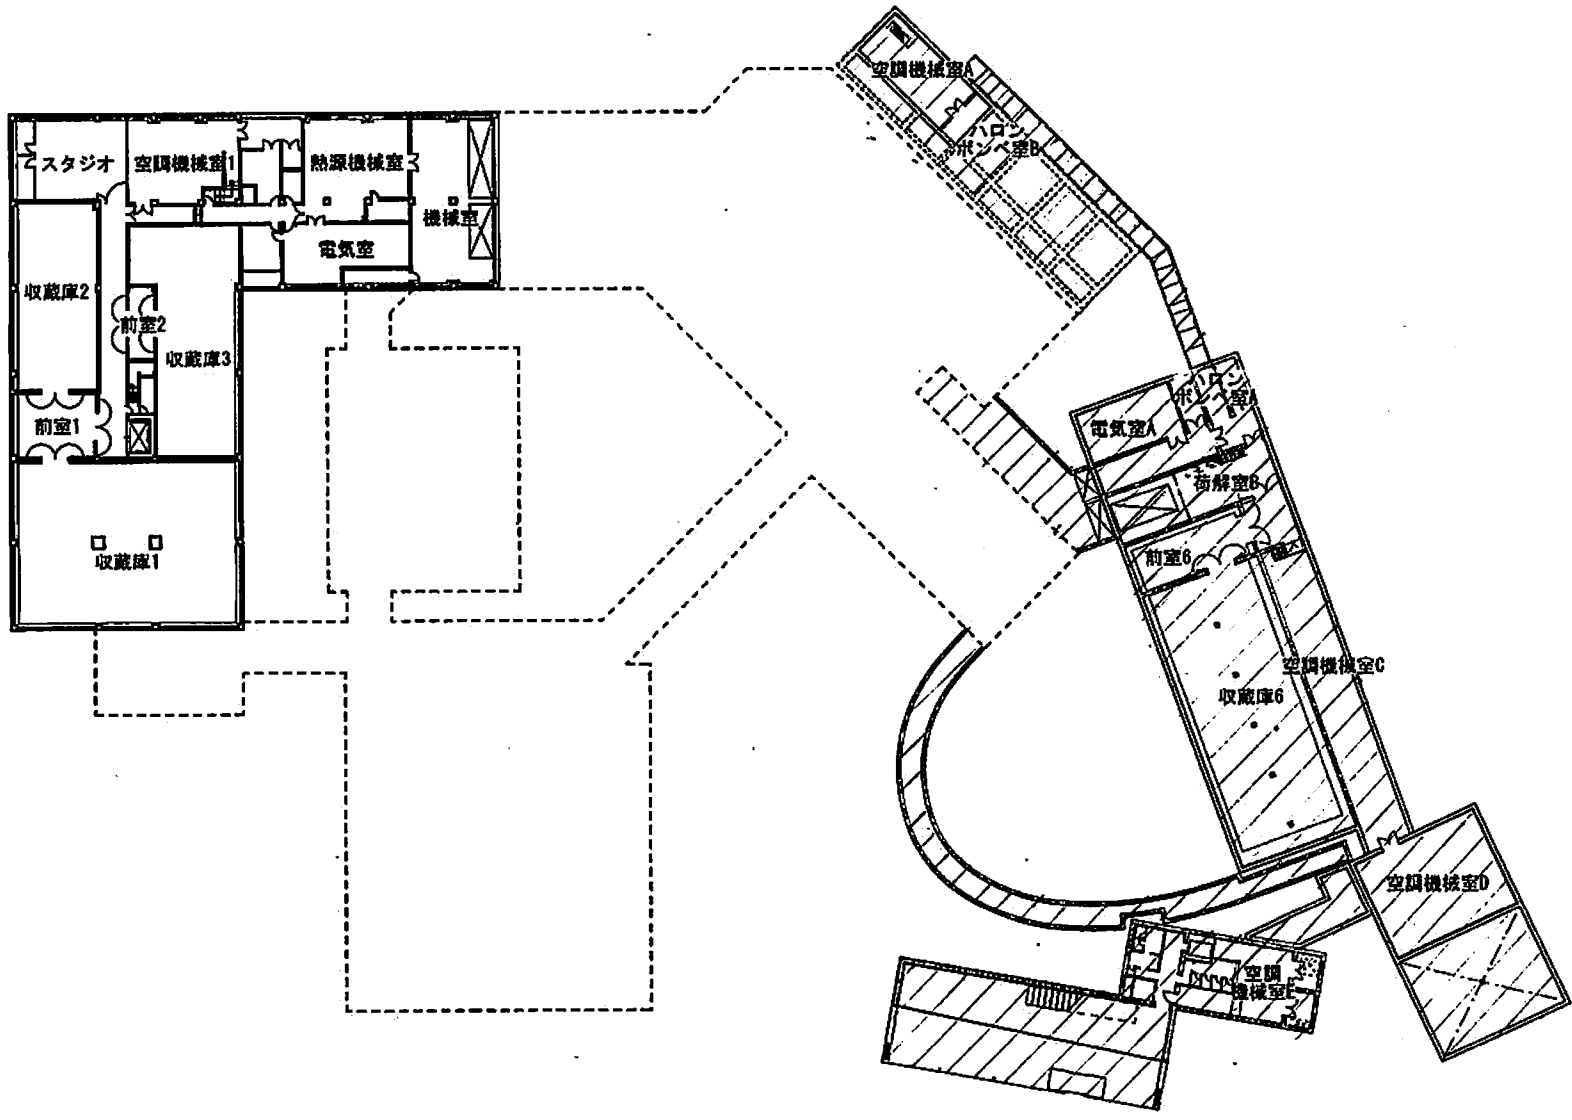 空調機械室A
ハロン
ボンベ室B
スタジオ
空調機械室1
熱源機械室
機械室
電気室
収蔵庫2
前室2
収蔵庫3
前室1
収蔵庫1
ハロン
ボンベ室A
電気室A
荷解室B
前室6
空調機械室C
収蔵庫6
空調機械室D
空調
機械室E